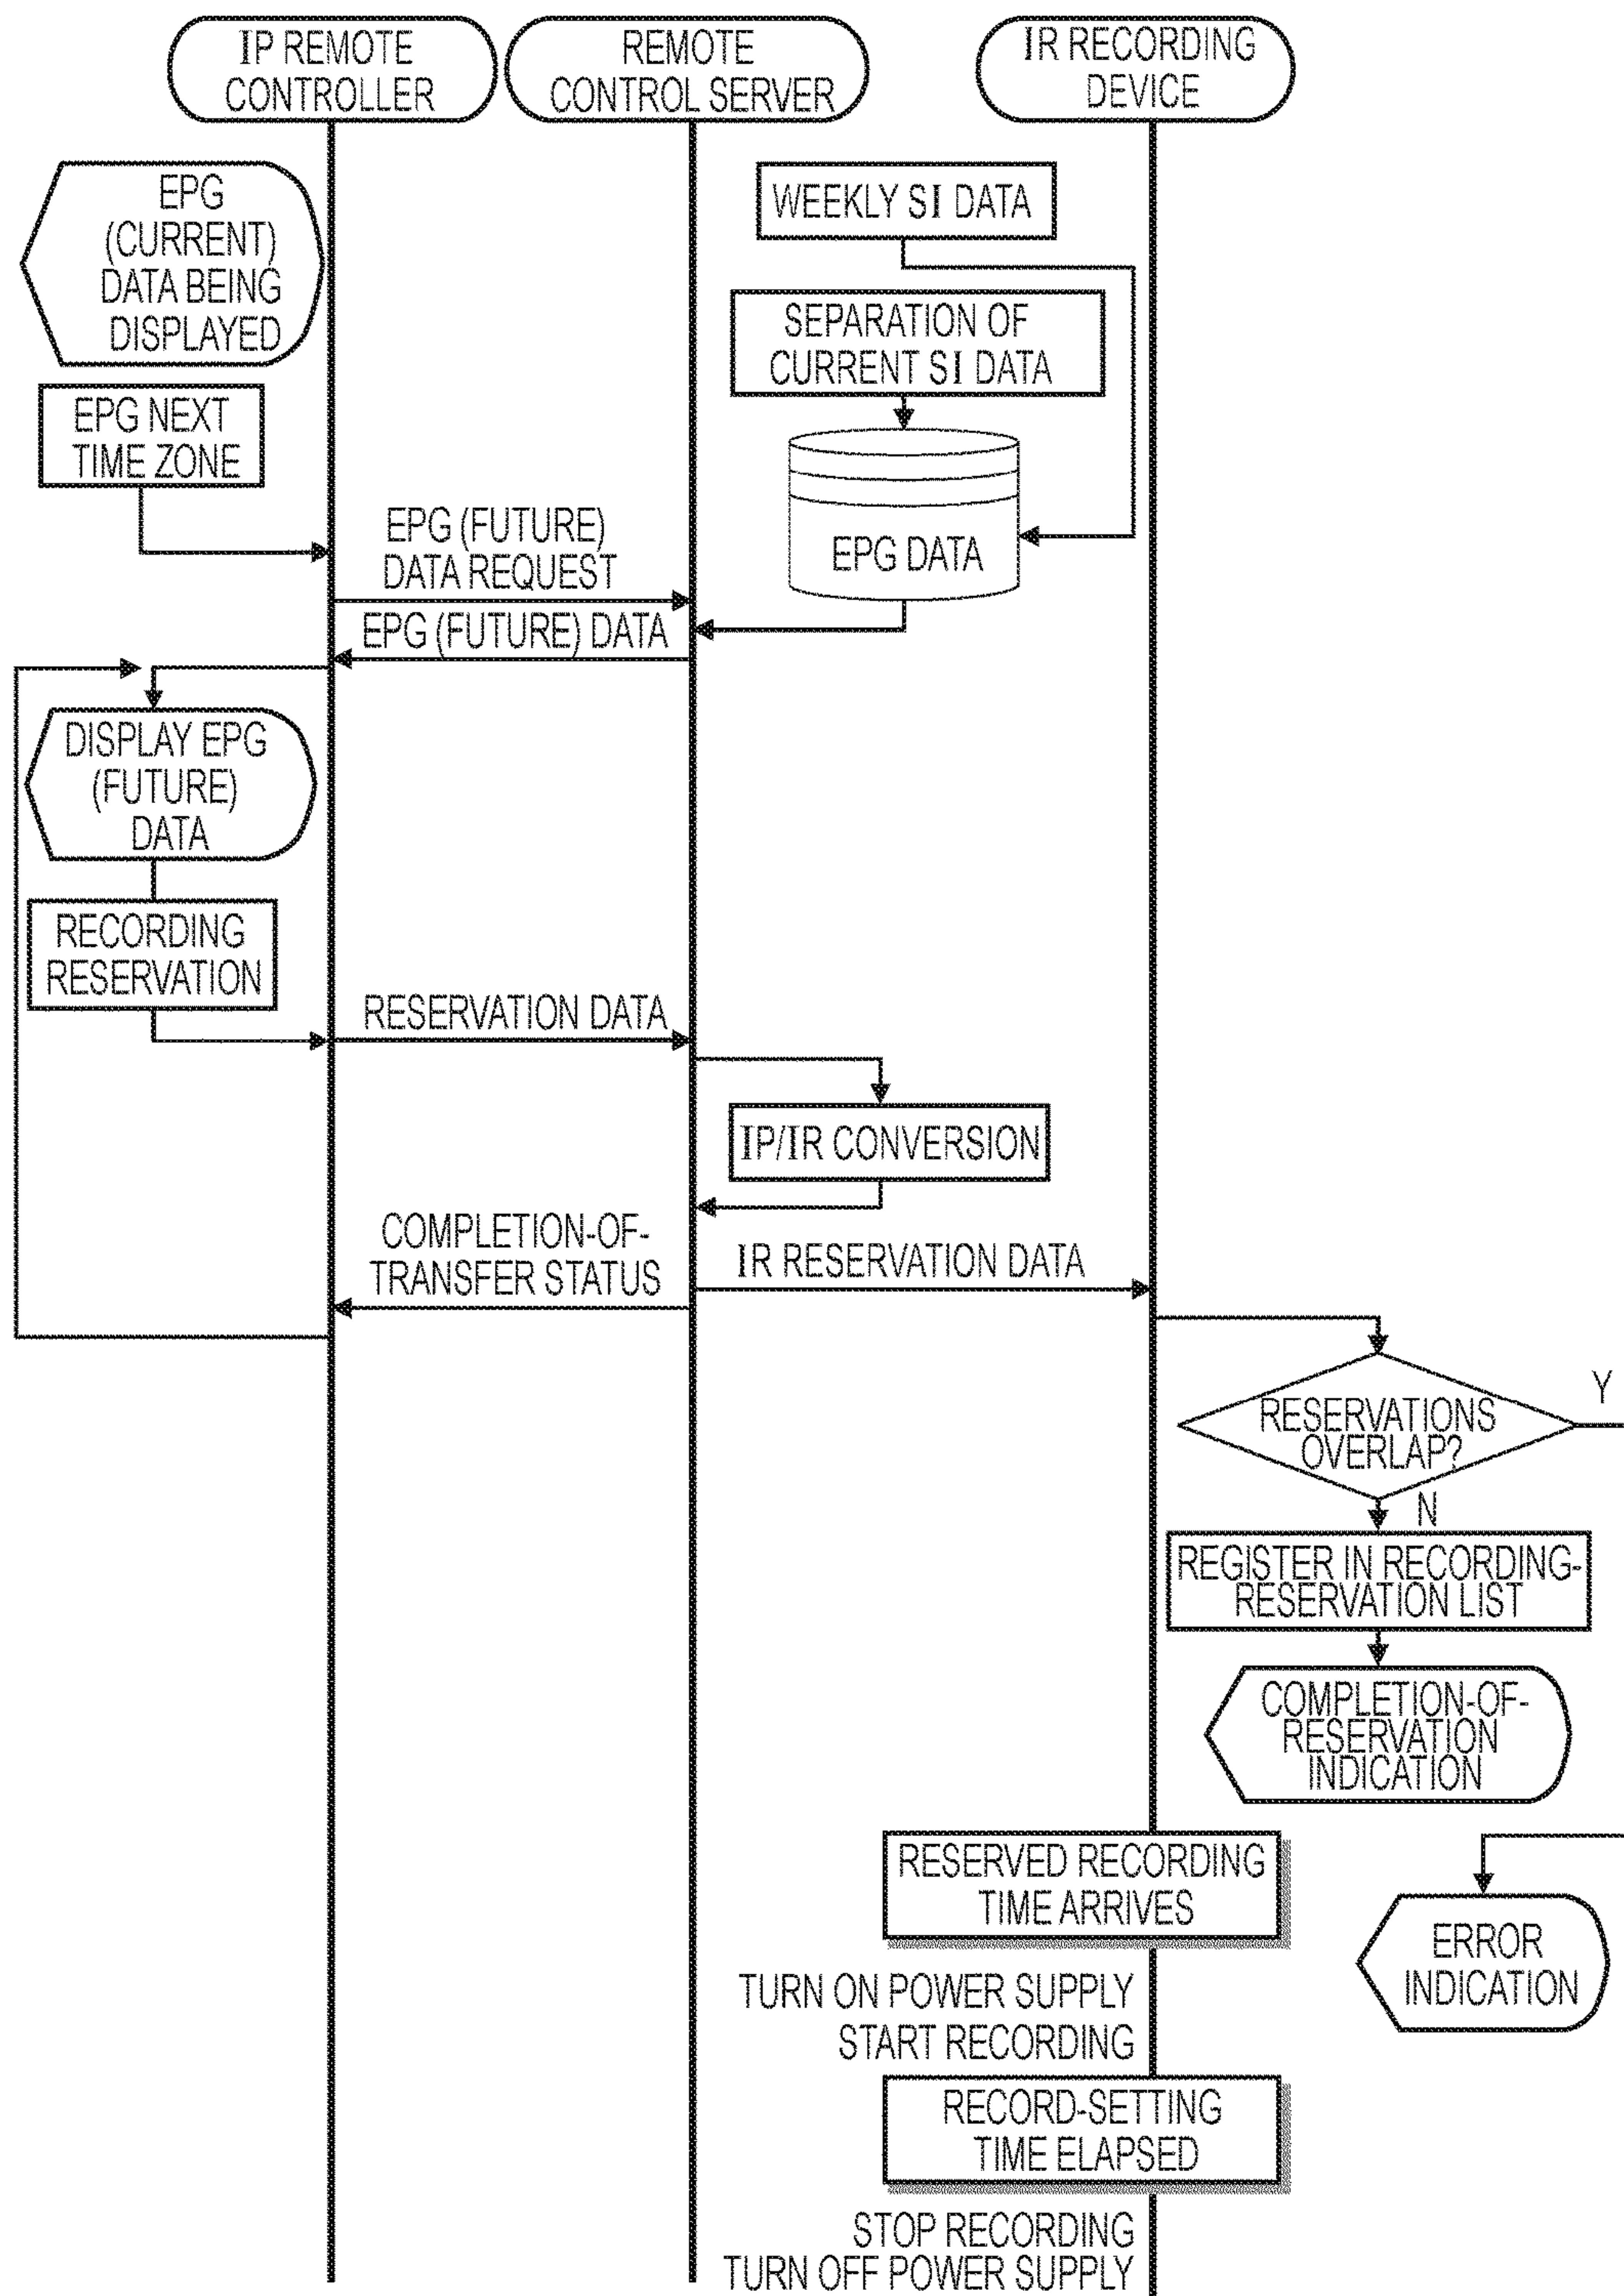 IP REMOTE
CONTROLLER
REMOTE
CONTROL SERVER
IR RECORDING
DEVICE
EPG
(CURRENT)
DATA BEING
DISPLAYED
WEEKLY SI DATA
SEPARATION OF
CURRENT SI DATA
EPG NEXT
TIME ZONE
EPG DATA
EPG (FUTURE)
DATA REQUEST
EPG (FUTURE) DATA
DISPLAY EPG
(FUTURE)
DATA
RECORDING
RESERVATION
RESERVATION DATA
IP/IR CONVERSION
COMPLETION-OF-
TRANSFER STATUS
IR RESERVATION DATA
RESERVATIONS
OVERLAP?
Y
N
REGISTER IN RECORDING-
RESERVATION LIST
COMPLETION-OF-
RESERVATION
INDICATION
RESERVED RECORDING
TIME ARRIVES
ERROR
INDICATION
TURN ON POWER SUPPLY
START RECORDING
RECORD-SETTING
TIME ELAPSED
STOP RECORDING
TURN OFF POWER SUPPLY